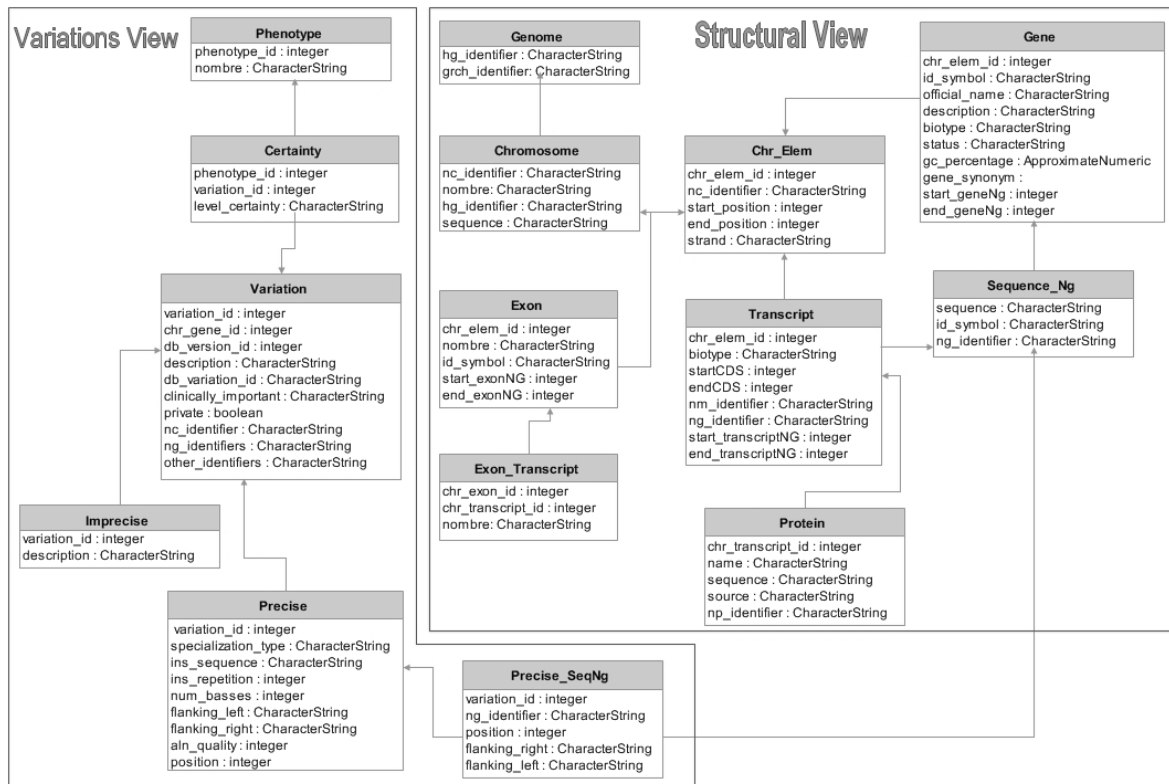 Variations View
Phenotype
phenotype_id : integer
nombre : CharacterString
Certainty
phenotype_id : integer
variation_id : integer
level_certainty : CharacterString
Variation
variation_id : integer
chr_gene_id : integer
db_version_id : integer
description : CharacterString
db_variation_id : CharacterString
clinically_important : CharacterString
private : boolean
nc_identifier : CharacterString
ng_identifiers : CharacterString
other_identifiers : CharacterString
Imprecise
variation_id : integer
description : CharacterString
Precise
variation_id : integer
specialization_type : CharacterString
ins_sequence : CharacterString
ins_repetition : integer
num_basses : integer
flanking_left : CharacterString
flanking_right : CharacterString
aln_quality : integer
position : integer
Precise_SeqNg
variation_id : integer
ng_identifier : CharacterString
position : integer
flanking_right : CharacterString
flanking_left : CharacterString
Structural View
Genome
hg_identifier : CharacterString
grch_identifier: CharacterString
Chromosome
nc_identifier : CharacterString
nombre: CharacterString
hg_identifier : CharacterString
sequence : CharacterString
Exon
chr_elem_id : integer
nombre : CharacterString
id_symbol : CharacterString
start_exonNG : integer
end_exonNG : integer
Exon_Transcript
chr_exon_id : integer
chr_transcript_id : integer
nombre: CharacterString
Chr_Elem
chr_elem_id : integer
nc_identifier : CharacterString
start_position : integer
end_position : integer
strand : CharacterString
Transcript
chr_elem_id : integer
biotype : CharacterString
startCDS : integer
endCDS : integer
nm_identifier : CharacterString
ng_identifier : CharacterString
start_transcriptNG : integer
end_transcriptNG : integer
Protein
chr_transcript_id : integer
name : CharacterString
sequence : CharacterString
source : CharacterString
np_identifier : CharacterString
Gene
chr_elem_id : integer
id_symbol : CharacterString
official_name : CharacterString
description : CharacterString
biotype : CharacterString
status : CharacterString
gc_percentage : ApproximateNumeric
gene_synonym :
start_geneNg : integer
end_geneNg : integer
Sequence_Ng
sequence : CharacterString
id_symbol : CharacterString
ng_identifier : CharacterString